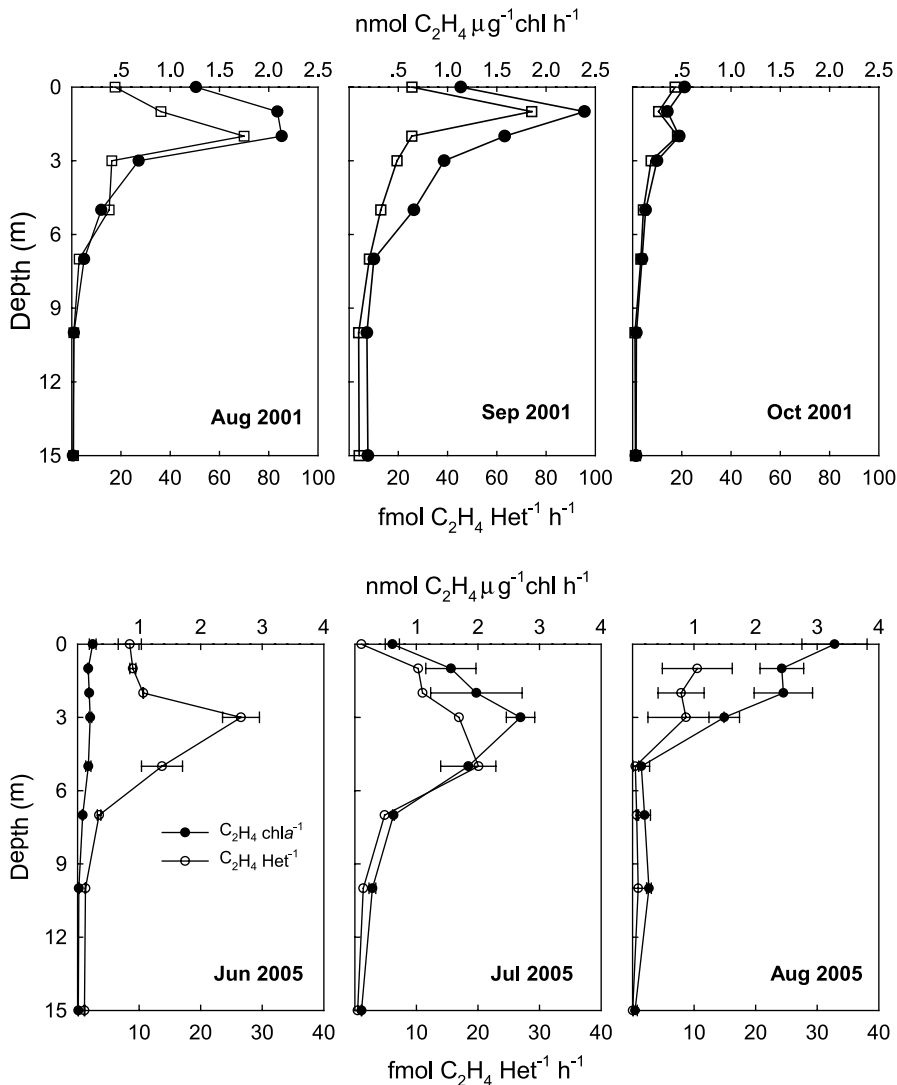 nmol C₂H₄ μg⁻¹chl h⁻¹
0 .5 1.0 1.5 2.0 2.5 .5 1.0 1.5 2.0 2.5 .5 1.0 1.5 2.0 2.5
3
6
9
12
15
Depth (m)
Aug 2001 Sep 2001 Oct 2001
20 40 60 80 100 20 40 60 80 100 20 40 60 80 100
fmol C₂H₄ Het⁻¹ h⁻¹
nmol C₂H₄ μg⁻¹chl h⁻¹
0 1 2 3 4 1 2 3 4 1 2 3 4
3
6
9
12
15
Depth (m)
C₂H₄ chla⁻¹
C₂H₄ Het⁻¹
Jun 2005 Jul 2005 Aug 2005
10 20 30 40 10 20 30 40 10 20 30 40
fmol C₂H₄ Het⁻¹ h⁻¹